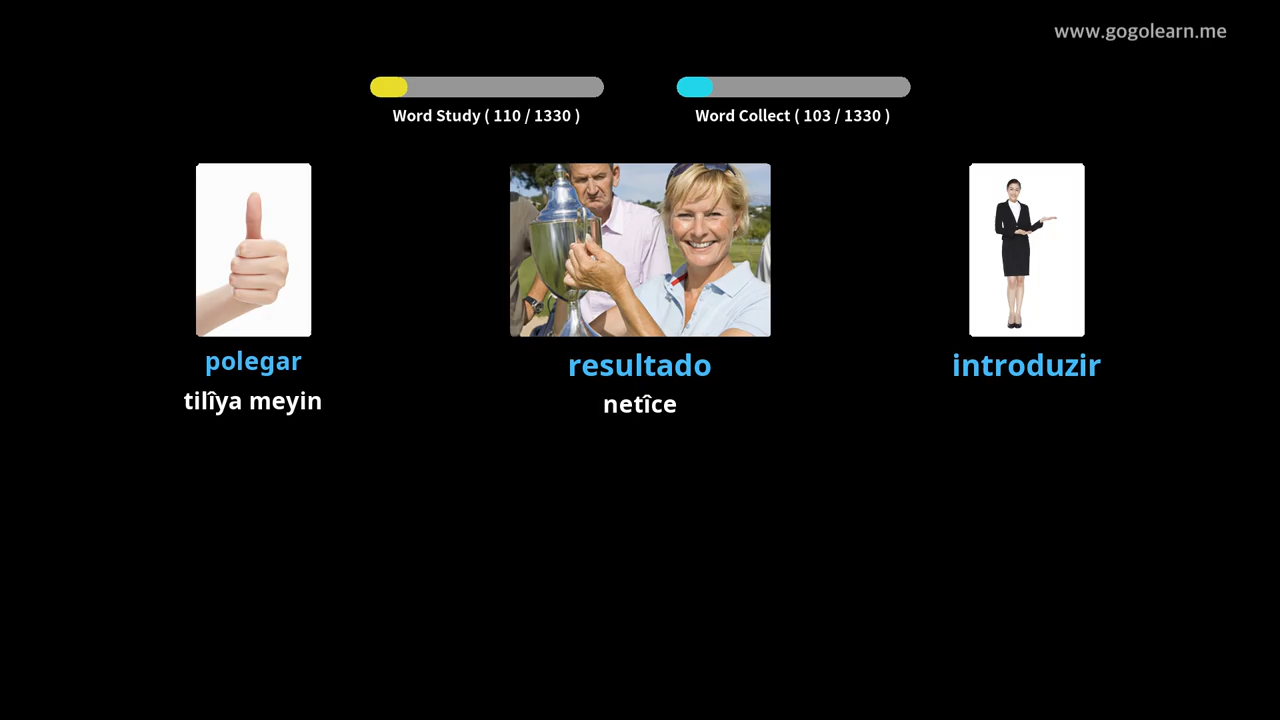 www.gogolearn.me
Word Study ( 110 / 1330 )
Word Collect ( 103 / 1330 )
polegar
resultado
introduzir
tilîya meyin
netîce